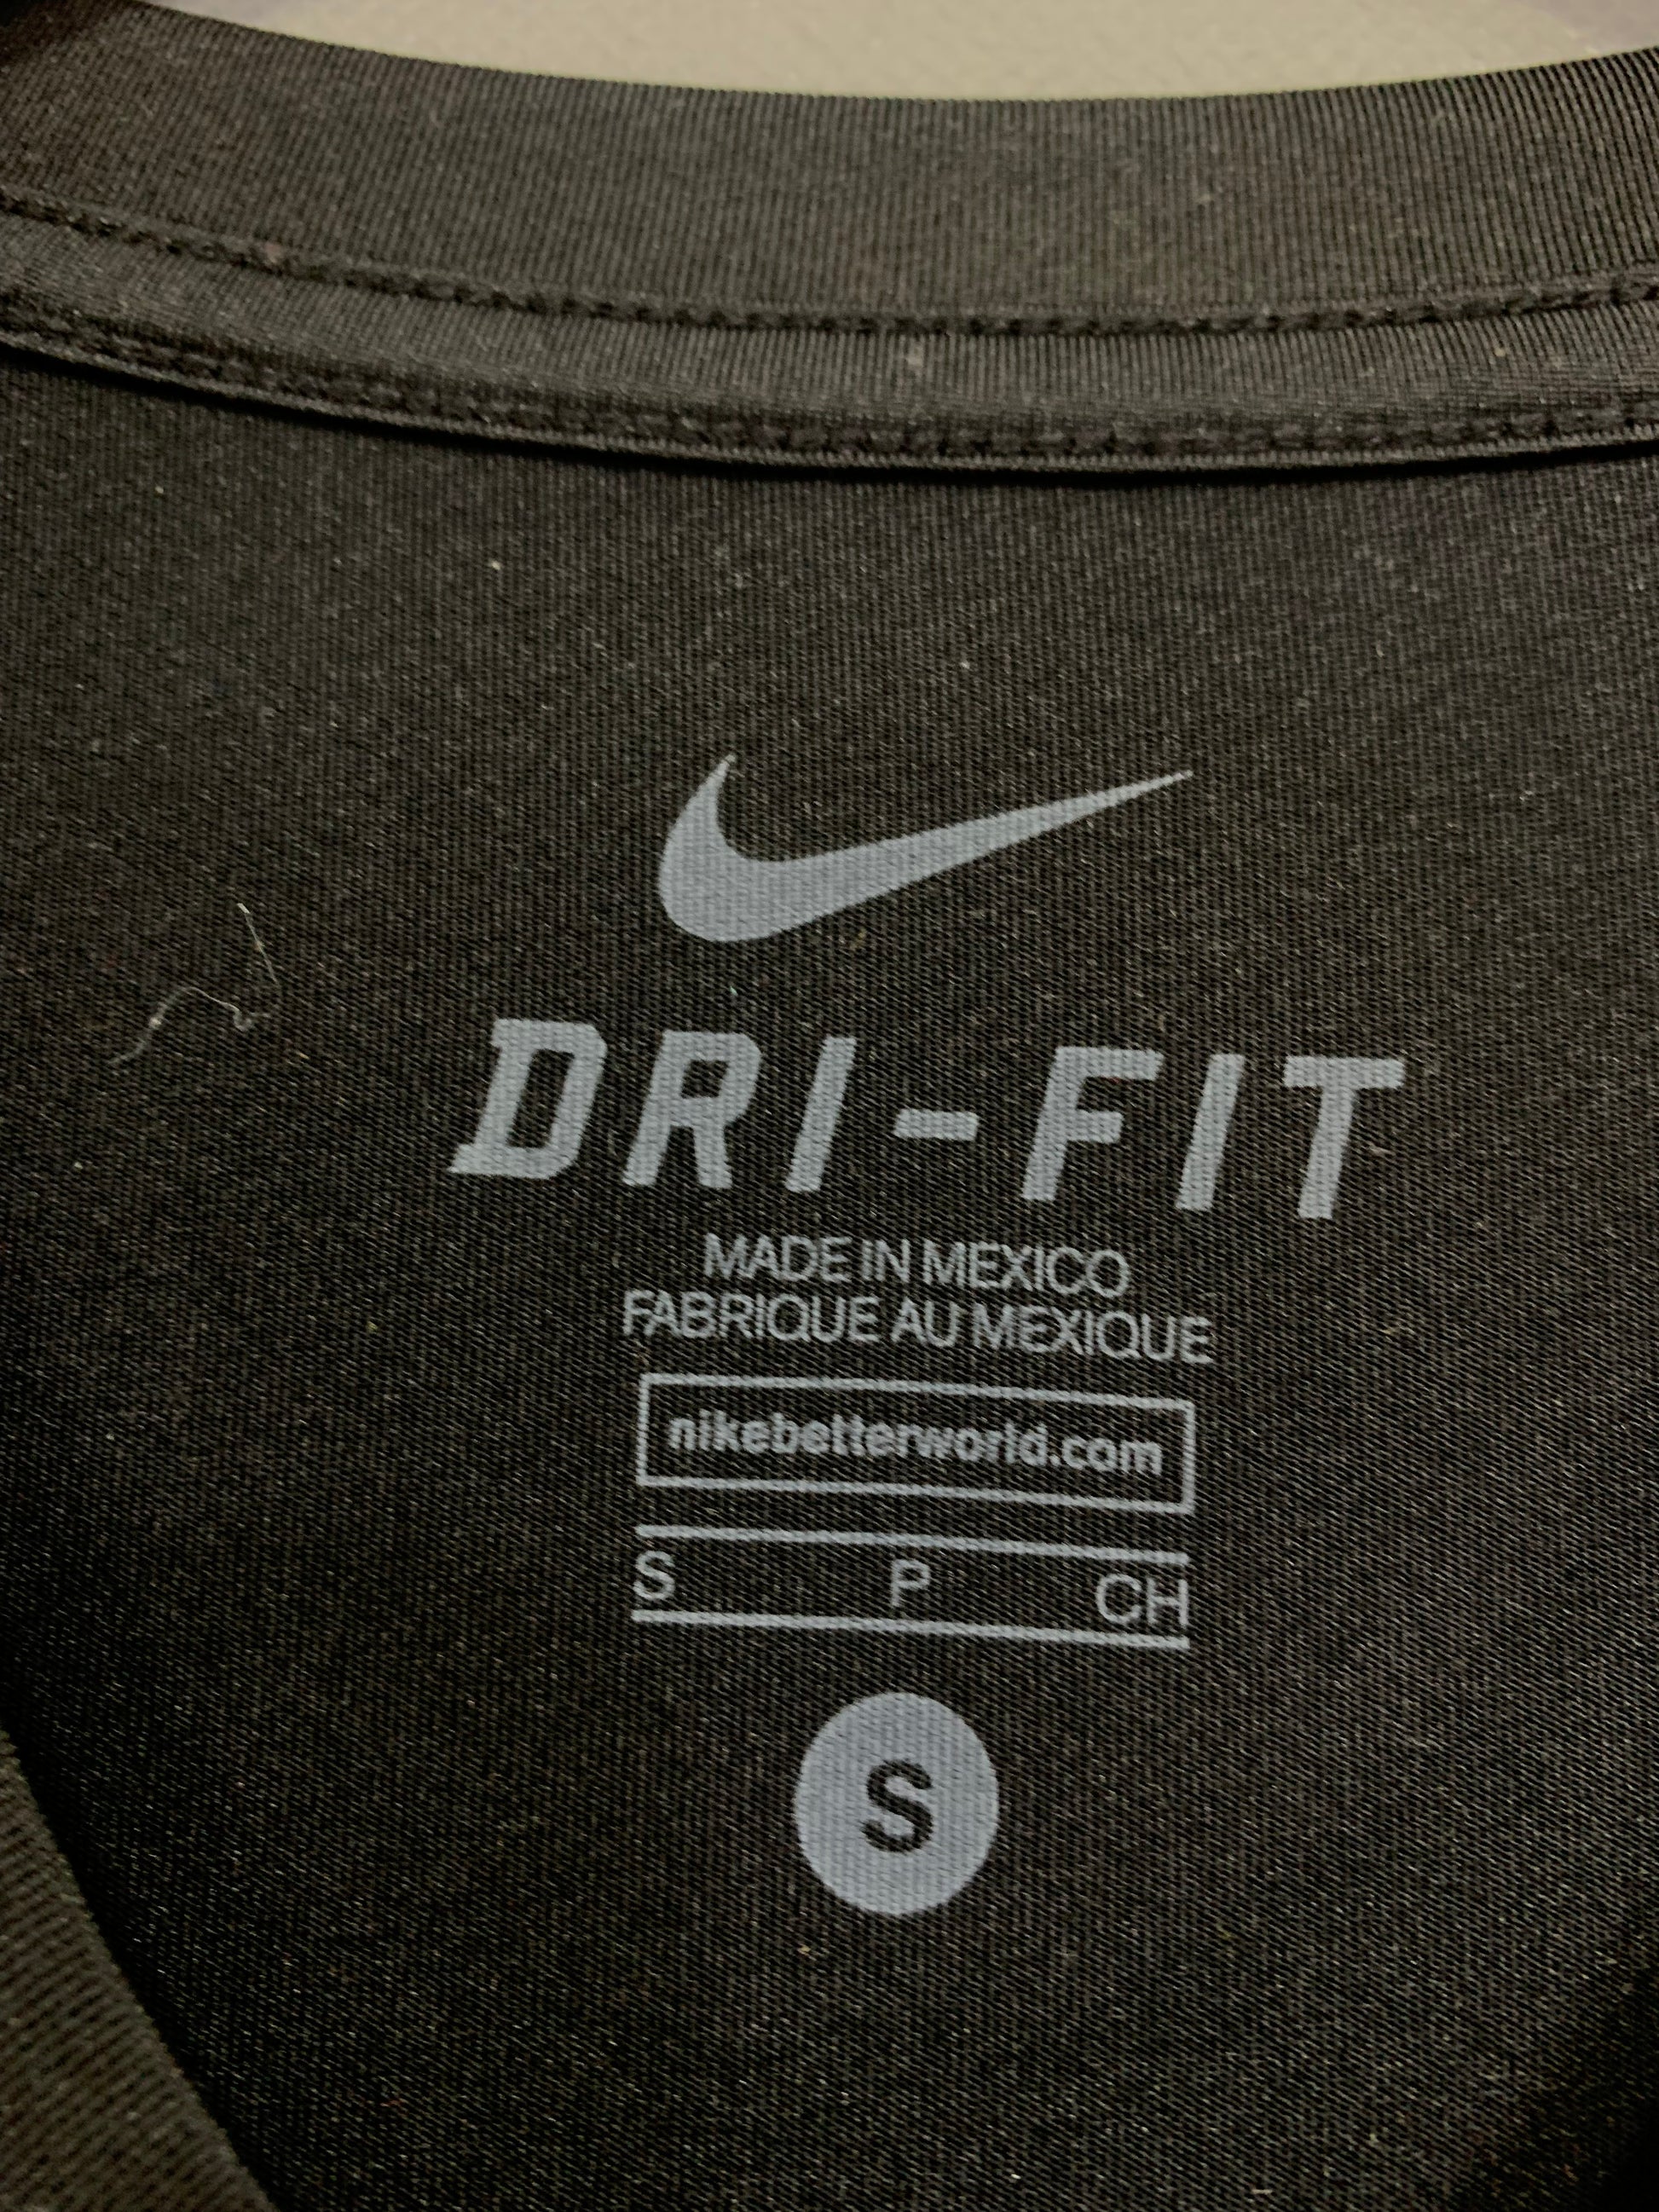 DRI-FIT
MADE IN MEXICO
FABRIQUE AU MEXIQUE
nikebetterworld.com
S P CH
S